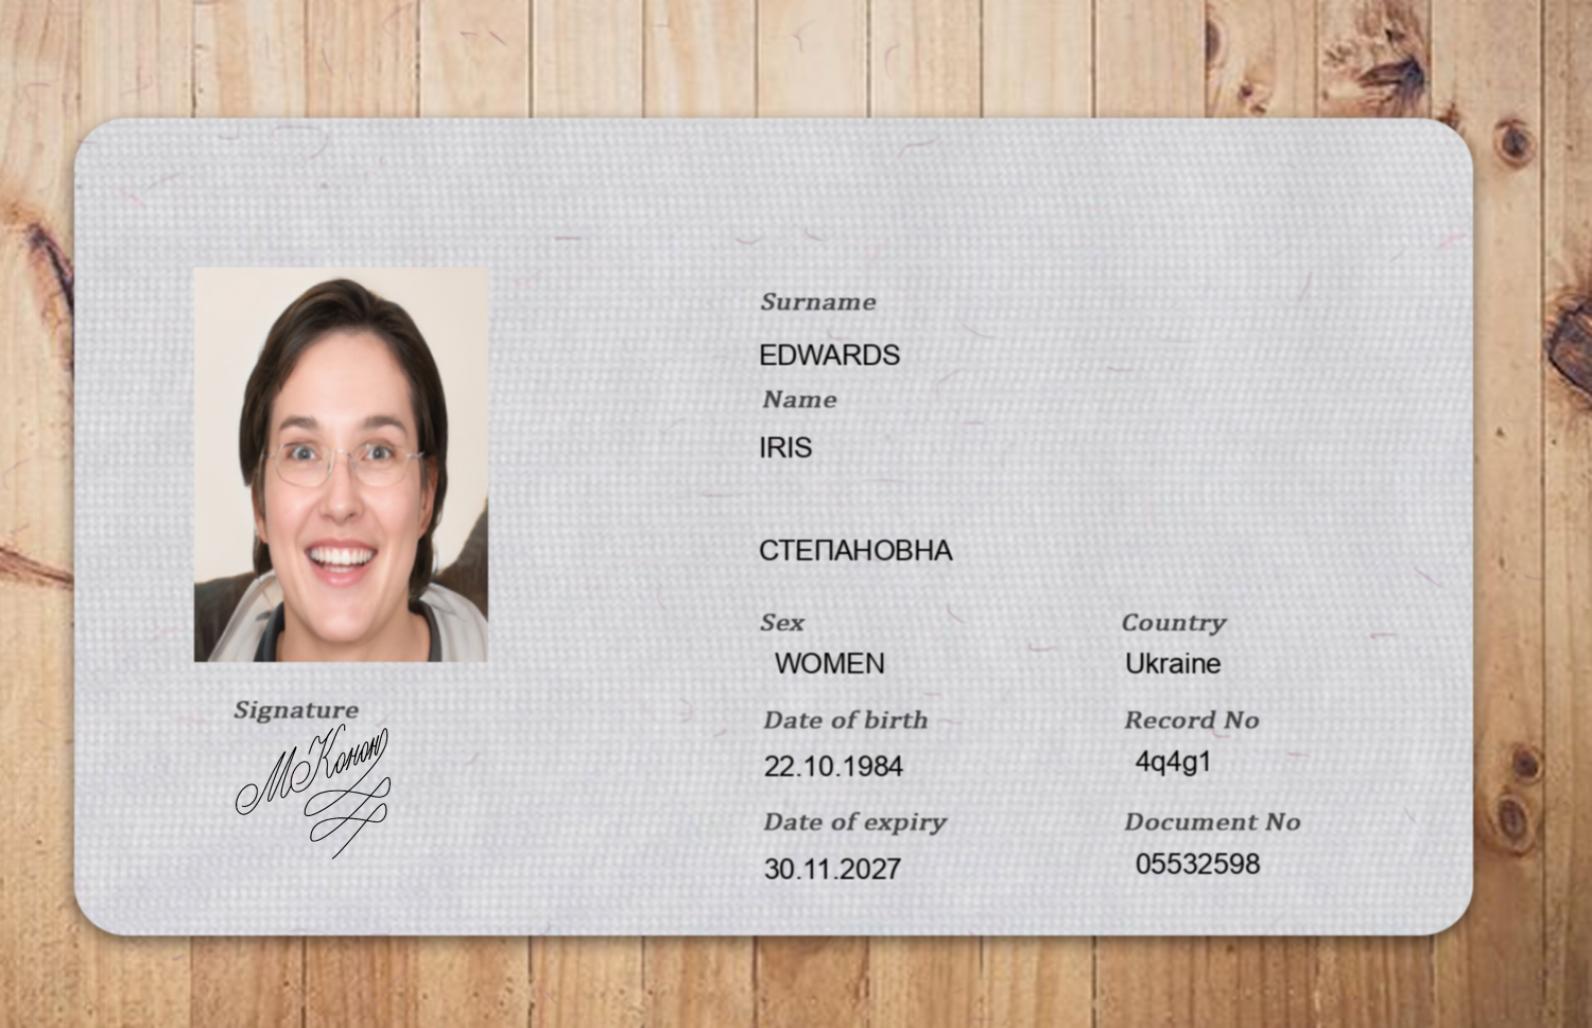 Surname
EDWARDS
Name
IRIS
СТЕПАНОВНА
Sex
WOMEN
Country
Ukraine
Date of birth
22.10.1984
Record No
4q4g1
Date of expiry
30.11.2027
Document No
05532598
Signature
МКонон